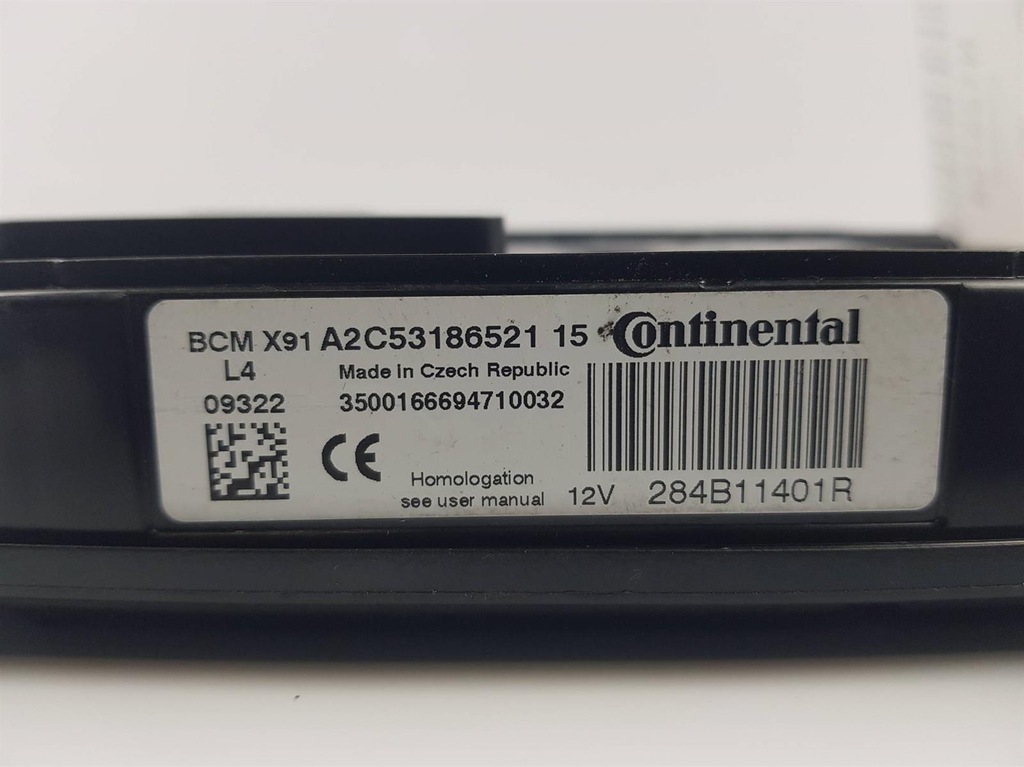 BCM X91 A2C53186521 15 Continental
L4 Made in Czech Republic
09322 3500166694710032
CE
Homologation
see user manual 12V 284B11401R